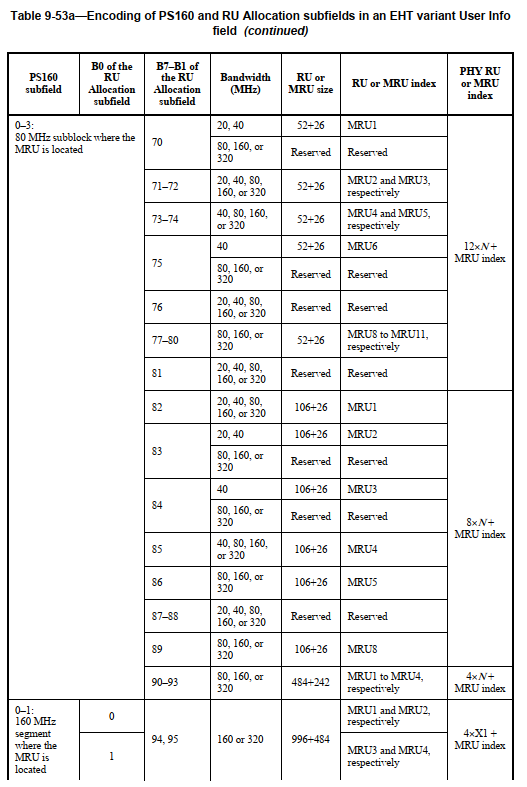 Table 9-53a—Encoding of PS160 and RU Allocation subfields in an EHT variant User Info
field (continued)
PS160
subfield
B0 of the
RU
Allocation
subfield
B7–B1 of
the RU
Allocation
subfield
Bandwidth
(MHz)
RU or
MRU size
RU or MRU index
PHY RU
or MRU
index
0–3:
80 MHz subblock where the
MRU is located
70
20, 40
52+26
MRU1
80, 160, or
320
Reserved
Reserved
71–72
20, 40, 80,
160, or 320
52+26
MRU2 and MRU3,
respectively
73–74
40, 80, 160,
or 320
52+26
MRU4 and MRU5,
respectively
75
40
52+26
MRU6
80, 160, or
320
Reserved
Reserved
76
20, 40, 80,
160, or 320
Reserved
Reserved
77–80
80, 160, or
320
52+26
MRU8 to MRU11,
respectively
81
20, 40, 80,
160, or 320
Reserved
Reserved
12×N +
MRU index
82
20, 40, 80,
160, or 320
106+26
MRU1
83
20, 40
106+26
MRU2
80, 160, or
320
Reserved
Reserved
84
40
106+26
MRU3
80, 160, or
320
Reserved
Reserved
85
40, 80, 160,
or 320
106+26
MRU4
86
80, 160, or
320
106+26
MRU5
87–88
20, 40, 80,
160, or 320
Reserved
Reserved
89
80, 160, or
320
106+26
MRU8
8×N +
MRU index
90–93
80, 160, or
320
484+242
MRU1 to MRU4,
respectively
4×N +
MRU index
0–1:
160 MHz
segment
where the
MRU is
located
0
1
94, 95
160 or 320
996+484
MRU1 and MRU2,
respectively
MRU3 and MRU4,
respectively
4×X1 +
MRU index